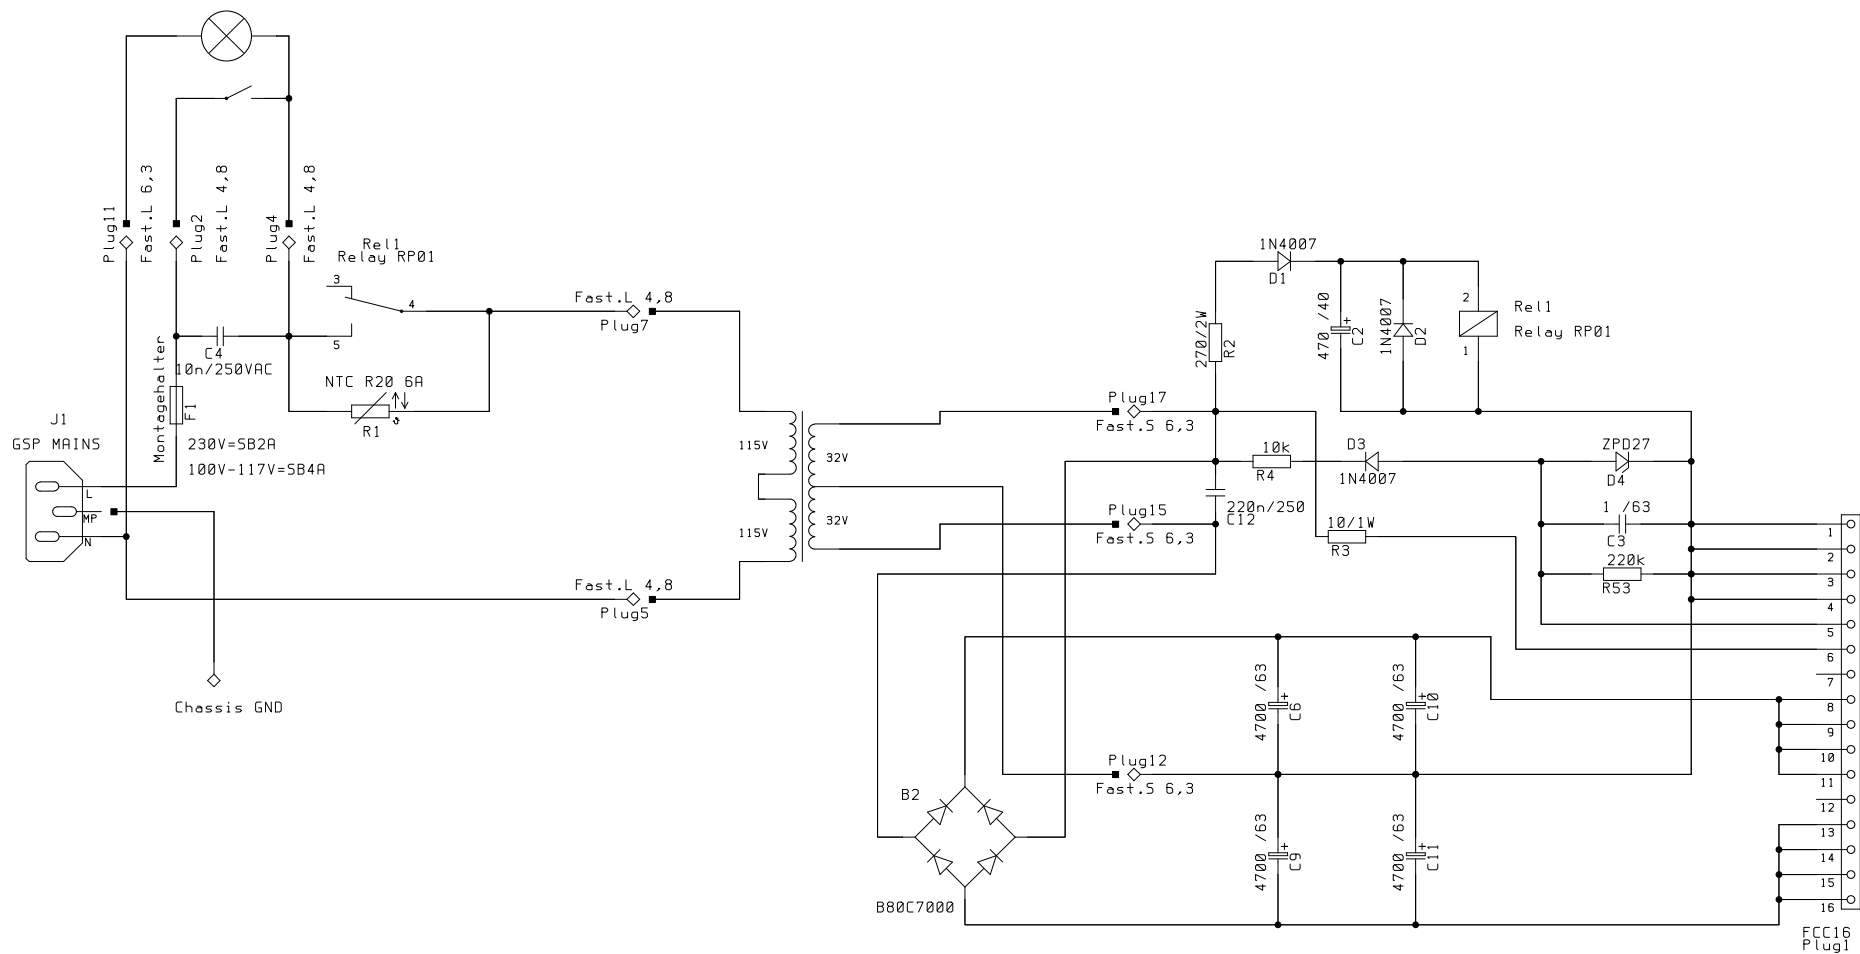 Plug11
Fast.L 6,3
Plug2
Fast.L 4,8
Plug4
Fast.L 4,8
Rel1
Relay RP01
3
4
5
Fast.L 4,8
Plug7
C4
10n/250VAC
Montagehalter
F1
NTC R20 6A
R1
J1
GSP MAINS
230V=SB2A
100V-117V=SB4A
L
MP
N
Chassis GND
Fast.L 4,8
Plug5
115V
115V
32V
32V
1N4007
D1
270/2W
R2
470 /40
C2
1N4007
D2
2
1
Rel1
Relay RP01
Plug17
Fast.S 6,3
10k
R4
D3
1N4007
ZPD27
D4
220n/250
C12
Plug15
Fast.S 6,3
10/1W
R3
1 /63
C3
220k
R53
4700 /63
C6
4700 /63
C10
Plug12
Fast.S 6,3
B2
B80C7000
4700 /63
C9
4700 /63
C11
1
2
3
4
5
6
7
8
9
10
11
12
13
14
15
16
FCC16
Plug1